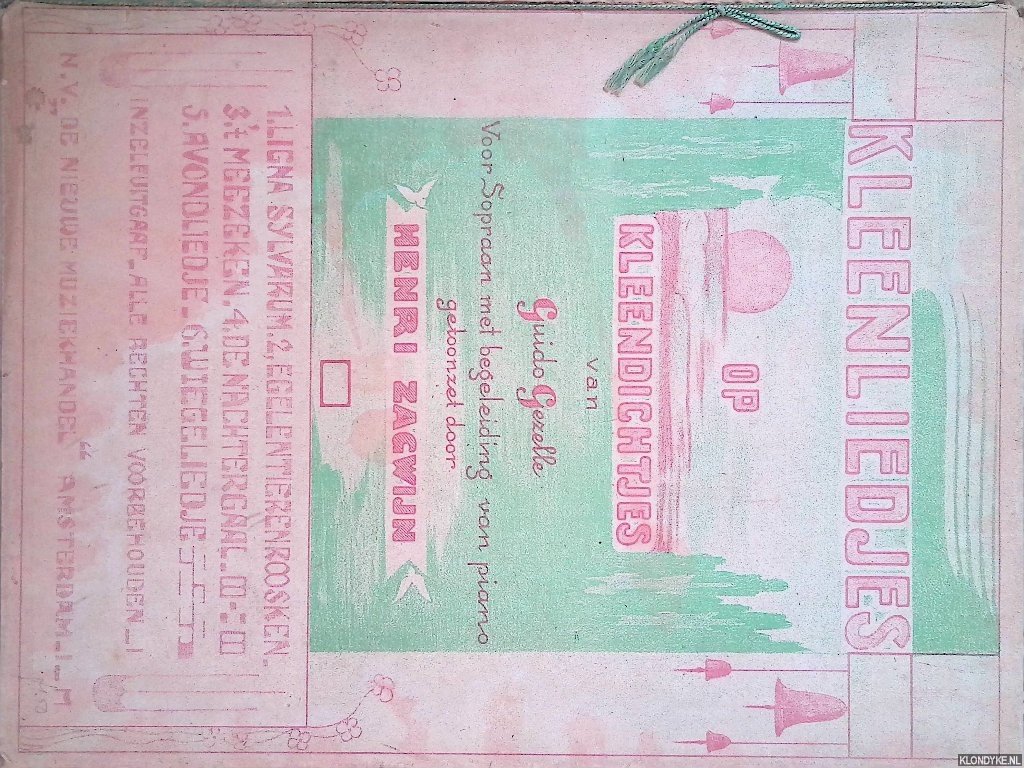 KLEENLIEDJES
OP
KLEENDICHTJES
van
Guido Gezelle
Voor Sopraan met begeleiding van piano
getoonzet door
HENRI ZAGWIJN
1. LIGNA SYLVARUM. 2, EGELENTIERENROOSKEN.
3, 't MEEZEKEN. 4. DE NACHTERGAAL.
5. AVONDLIEDJE _ 6. WIEGELIEDJE.
INZELEUITGAAF _ ALLE RECHTEN VOORBEHOUDEN
N.V. „DE NIEUWE MUZIEKHANDEL“ AMSTERDAM
KLONDYKE.NL